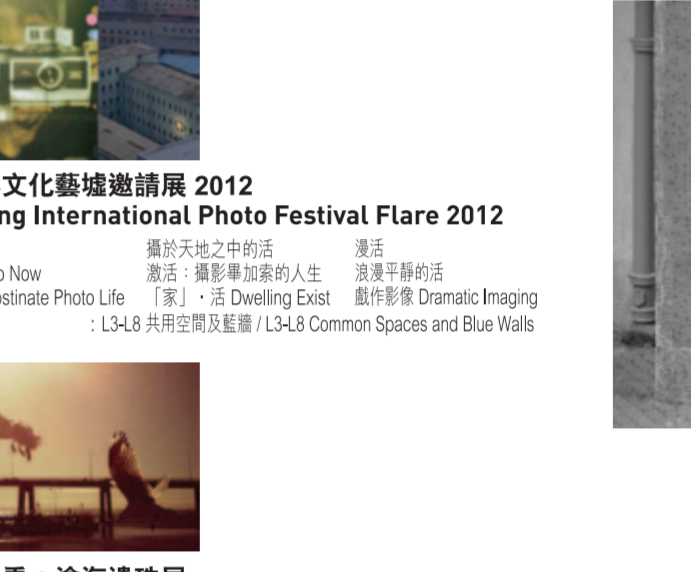 文化藝墟邀請展 2012
ng International Photo Festival Flare 2012
攝於天地之中的活 漫活
o Now 激活：攝影畢加索的人生 浪漫平靜的活
ostinate Photo Life 「家」・活 Dwelling Exist 戲作影像 Dramatic Imaging
: L3-L8 共用空間及藍牆 / L3-L8 Common Spaces and Blue Walls